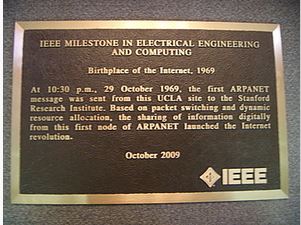 IEEE MILESTONE IN ELECTRICAL ENGINEERING
AND COMPUTING
Birthplace of the Internet, 1969
At 10:30 p.m., 29 October 1969, the first ARPANET
message was sent from this UCLA site to the Stanford
Research Institute. Based on packet switching and dynamic
resource allocation, the sharing of information digitally
from this first node of ARPANET launched the Internet
revolution.
October 2009
IEEE